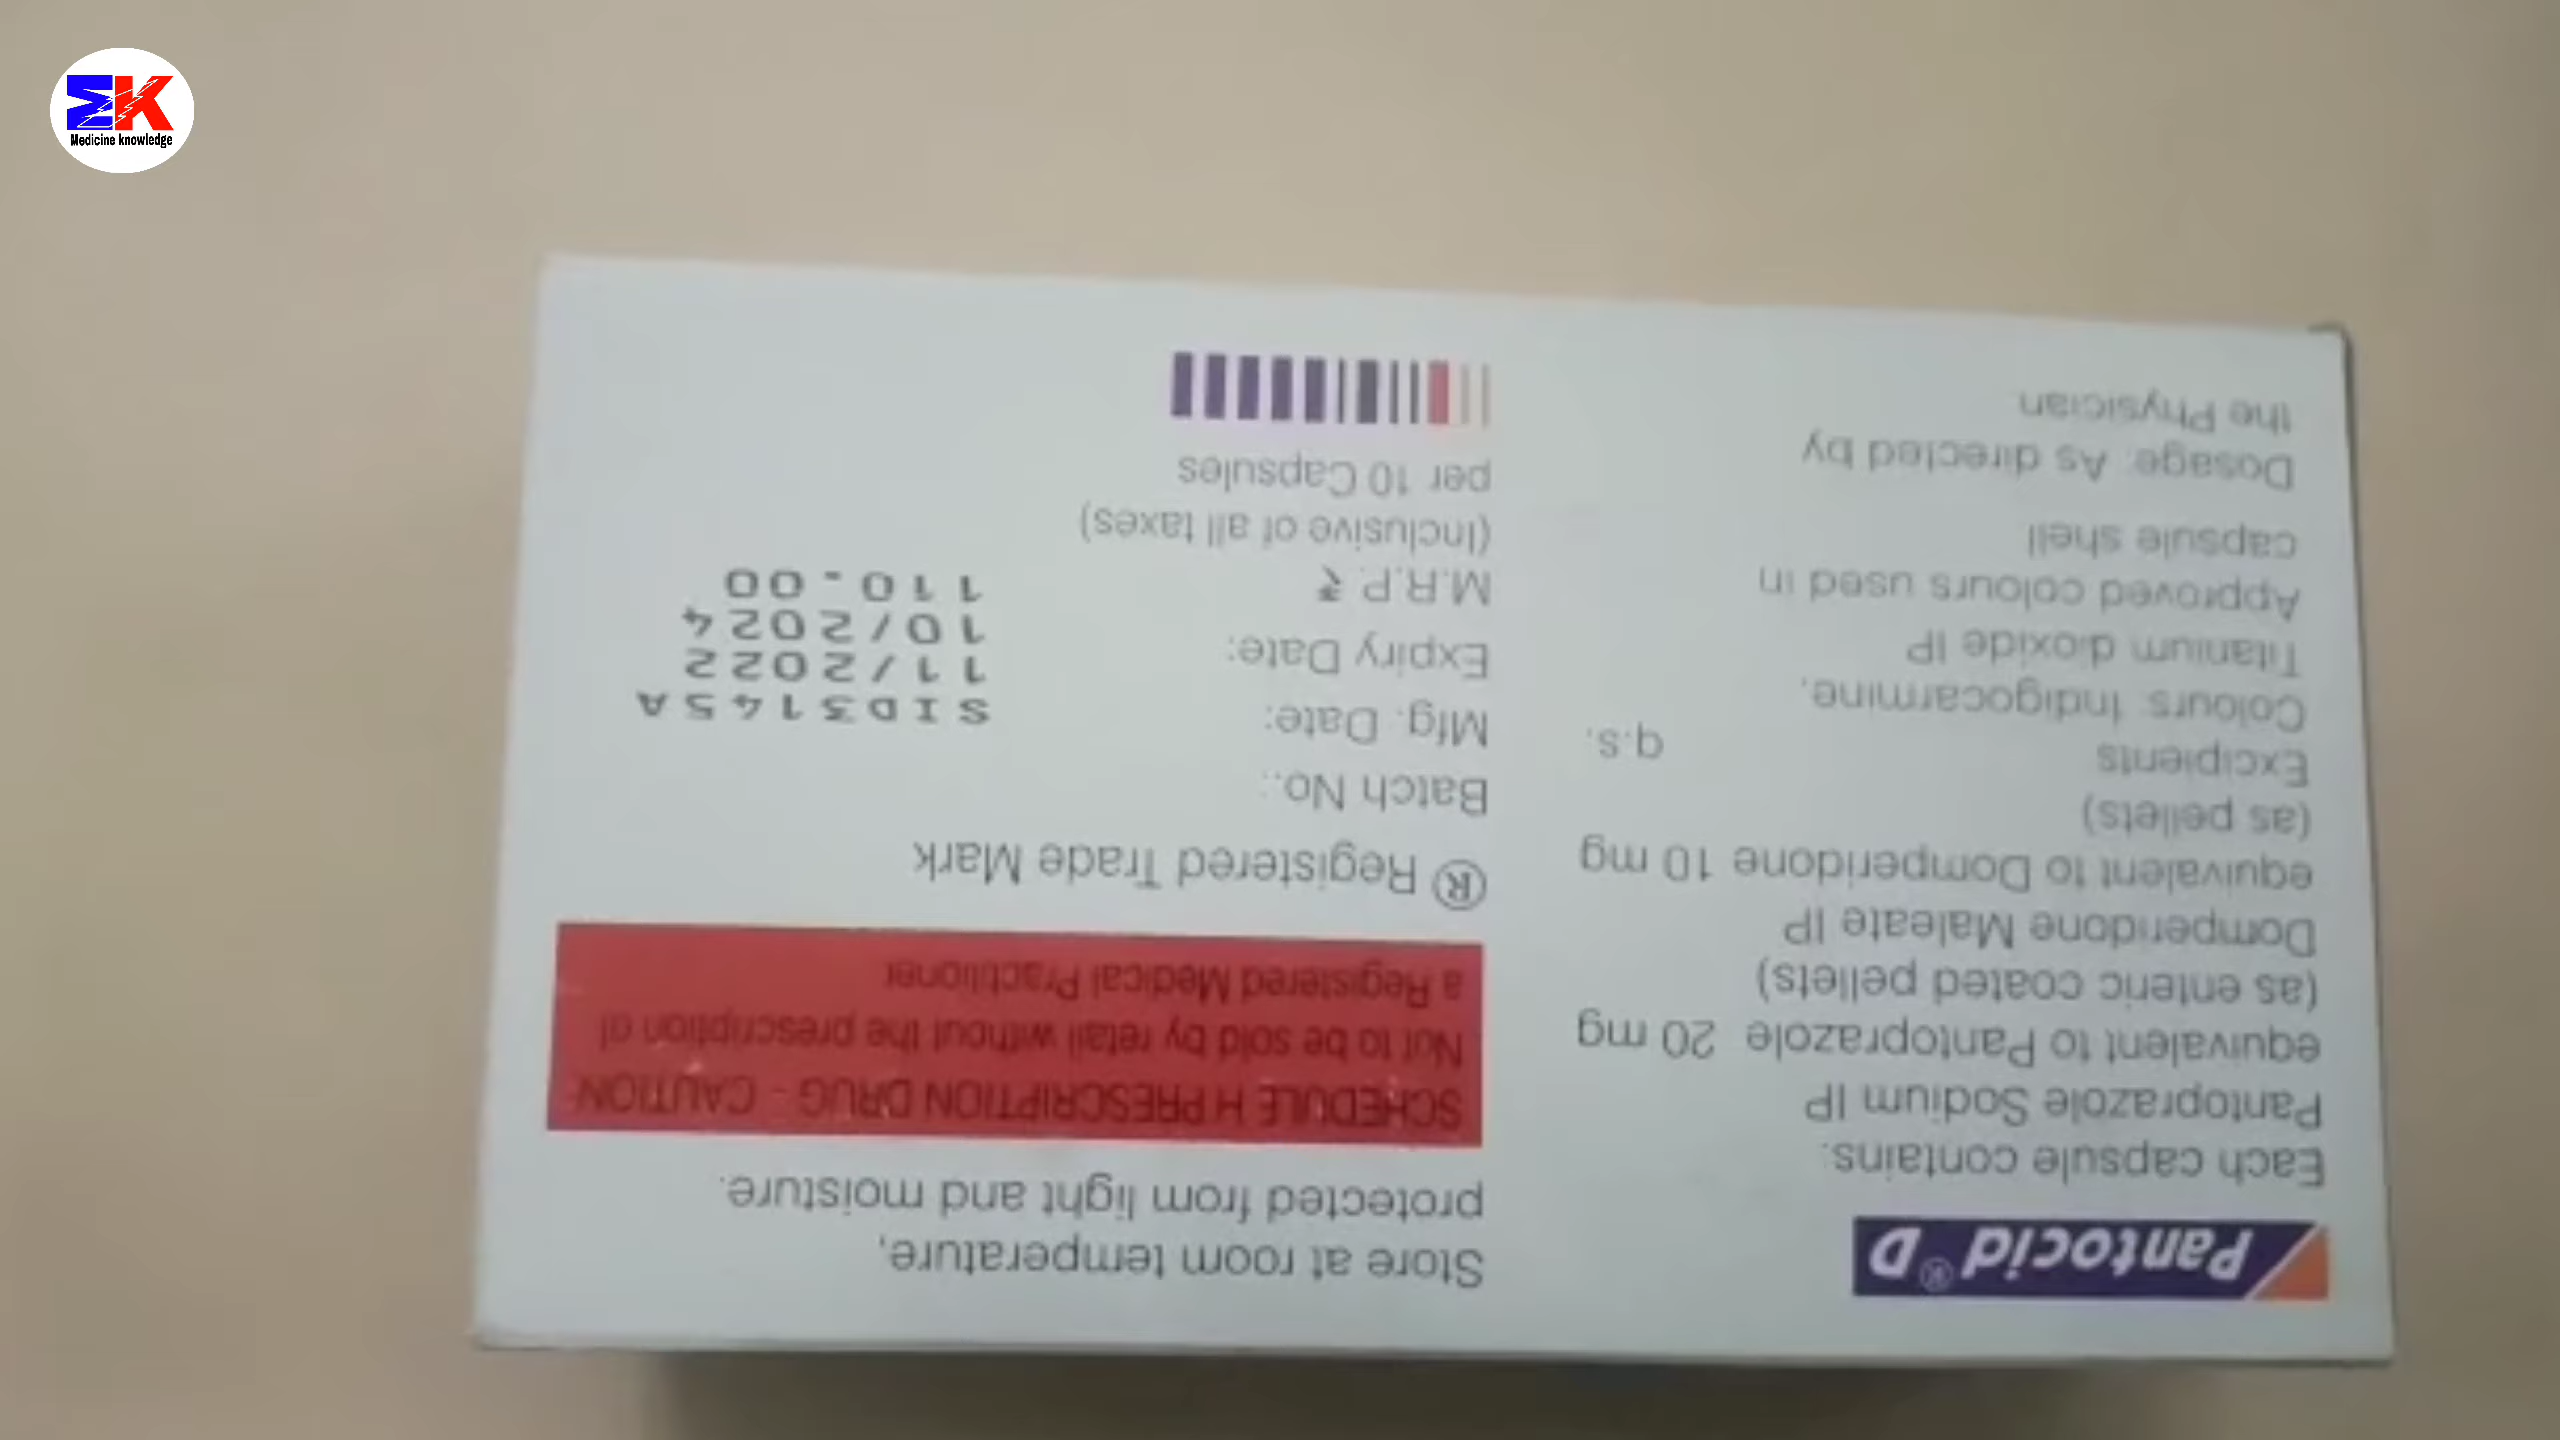 EK
Medicine knowledge
Pantocid® D
Each capsule contains:
Pantoprazole Sodium IP
equivalent to Pantoprazole 20 mg
(as enteric coated pellets)
Domperidone Maleate IP
equivalent to Domperidone 10 mg
(as pellets)
Excipients q.s.
Colours: Indigocarmine,
Titanium dioxide IP
Approved colours used in
capsule shell
Dosage: As directed by
the Physician
Store at room temperature,
protected from light and moisture.
SCHEDULE H PRESCRIPTION DRUG - CAUTION
Not to be sold by retail without the prescription of
a Registered Medical Practitioner
® Registered Trade Mark
Batch No.:
Mfg. Date:
Expiry Date:
M.R.P. ₹
(Inclusive of all taxes)
per 10 Capsules
SID3145A
11/2022
10/2024
110.00